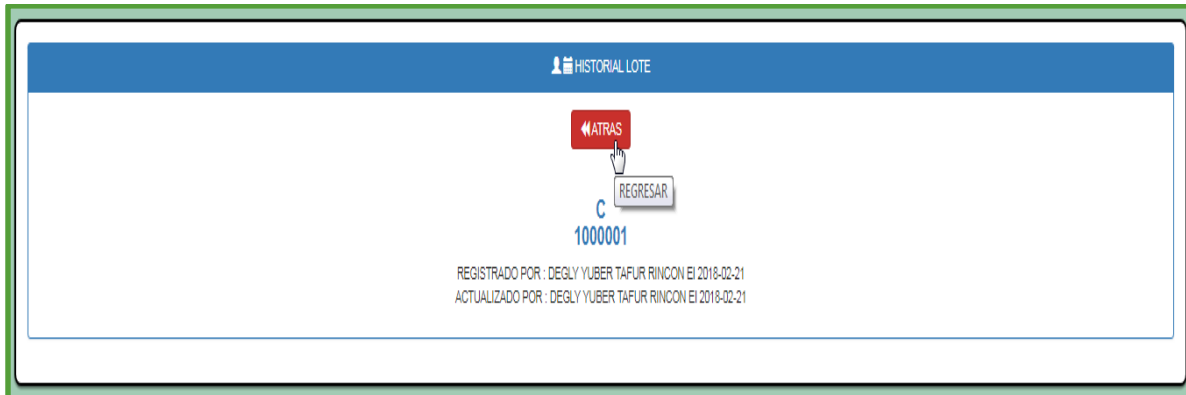 HISTORIAL LOTE
ATRAS
REGRESAR
C
1000001
REGISTRADO POR : DEGLY YUBER TAFUR RINCON El 2018-02-21
ACTUALIZADO POR : DEGLY YUBER TAFUR RINCON El 2018-02-21